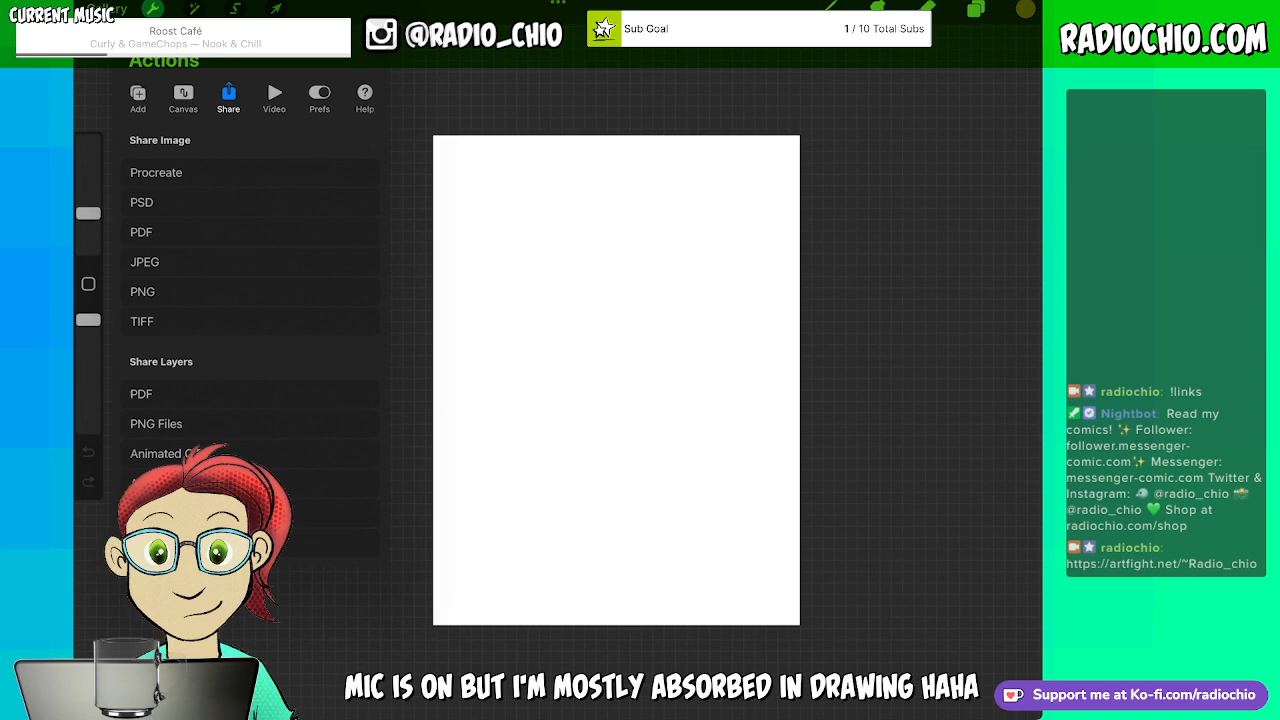 Gallery
CURRENT MUSIC
Roost Café
Curly & GameChops — Nook & Chill
@RADIO_CHIO
Sub Goal
1 / 10 Total Subs
RADIOCHIO.COM
Actions
Add
Canvas
Share
Video
Prefs
Help
Share Image
Procreate
PSD
PDF
JPEG
PNG
TIFF
Share Layers
PDF
PNG Files
Animated
radiochio: !links
Nightbot: Read my
comics! ✨ Follower:
follower.messenger-
comic.com✨ Messenger:
messenger-comic.com Twitter &
Instagram: @radio_chio
@radio_chio 💚 Shop at
radiochio.com/shop
radiochio:
https://artfight.net/~Radio_chio
MIC IS ON BUT I'M MOSTLY ABSORBED IN DRAWING HAHA
Support me at Ko-fi.com/radiochio